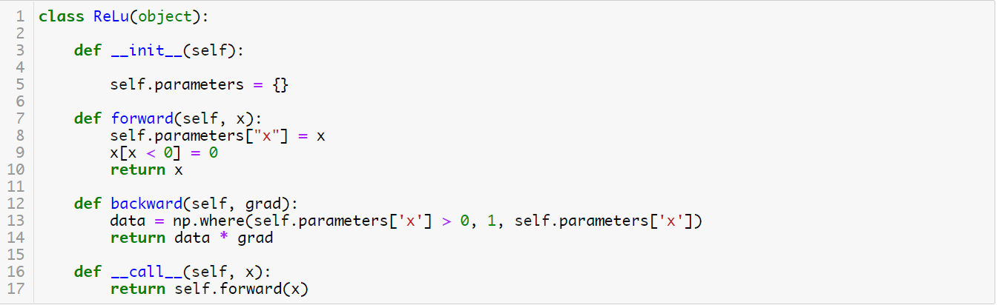 1 class ReLu(object):
2
3     def __init__(self):
4
5         self.parameters = {}
6
7     def forward(self, x):
8         self.parameters["x"] = x
9         x[x < 0] = 0
10         return x
11
12     def backward(self, grad):
13         data = np.where(self.parameters['x'] > 0, 1, self.parameters['x'])
14         return data * grad
15
16     def __call__(self, x):
17         return self.forward(x)